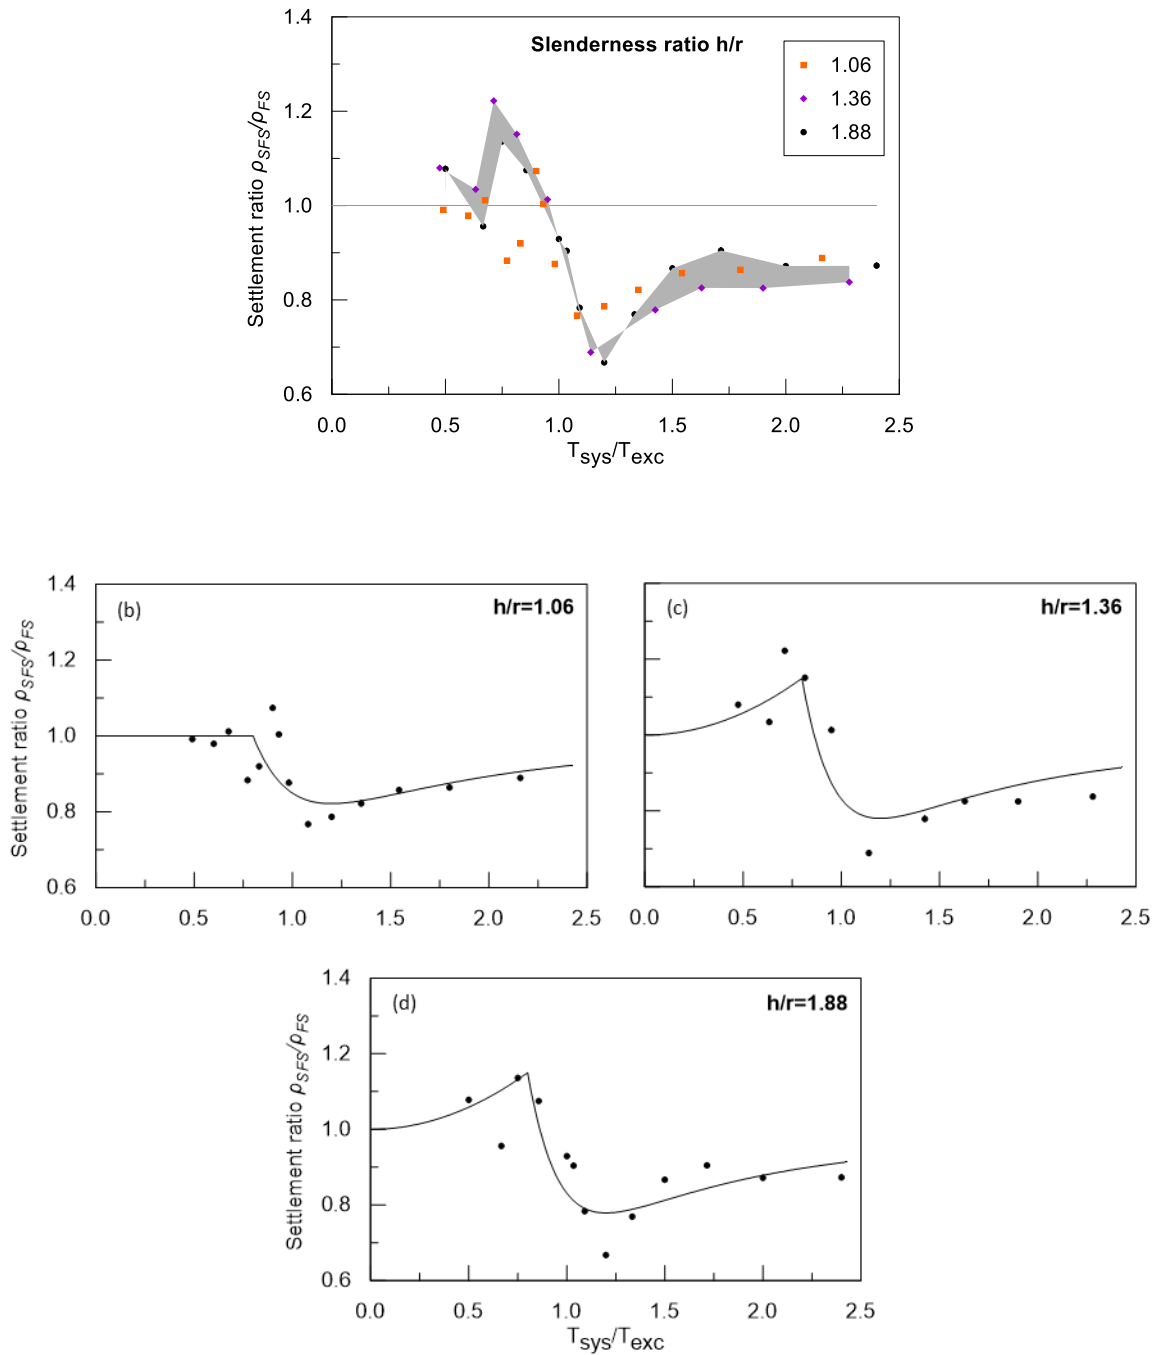 1.4
Slenderness ratio h/r
1.06
1.36
1.88
1.2
1.0
0.8
0.6
Settlement ratio ρSFS/ρFS
0.0 0.5 1.0 1.5 2.0 2.5
Tsys/Texc
1.4
(b) h/r=1.06
1.2
1.0
0.8
0.6
Settlement ratio ρSFS/ρFS
0.0 0.5 1.0 1.5 2.0 2.5
(c) h/r=1.36
0.0 0.5 1.0 1.5 2.0 2.5
1.4
(d) h/r=1.88
1.2
1.0
0.8
0.6
Settlement ratio ρSFS/ρFS
0.0 0.5 1.0 1.5 2.0 2.5
Tsys/Texc